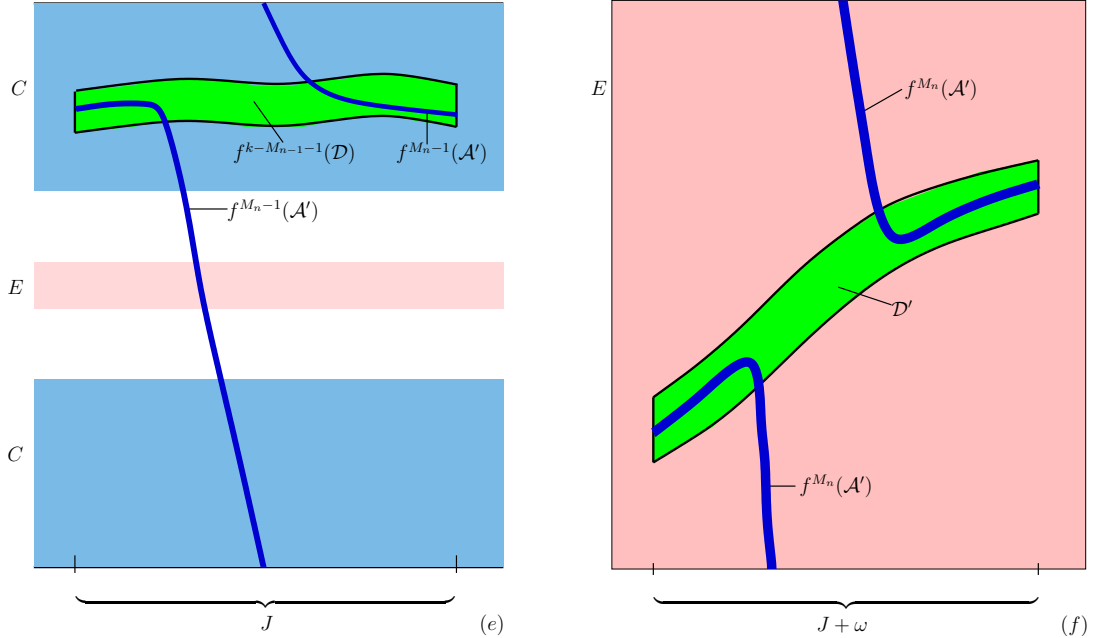 C
f^{k−M_{n−1}−1}(𝒟)
f^{M_n−1}(𝒜′)
f^{M_n−1}(𝒜′)
E
C
J
(e)
E
f^{M_n}(𝒜′)
𝒟′
f^{M_n}(𝒜′)
J + ω
(f)